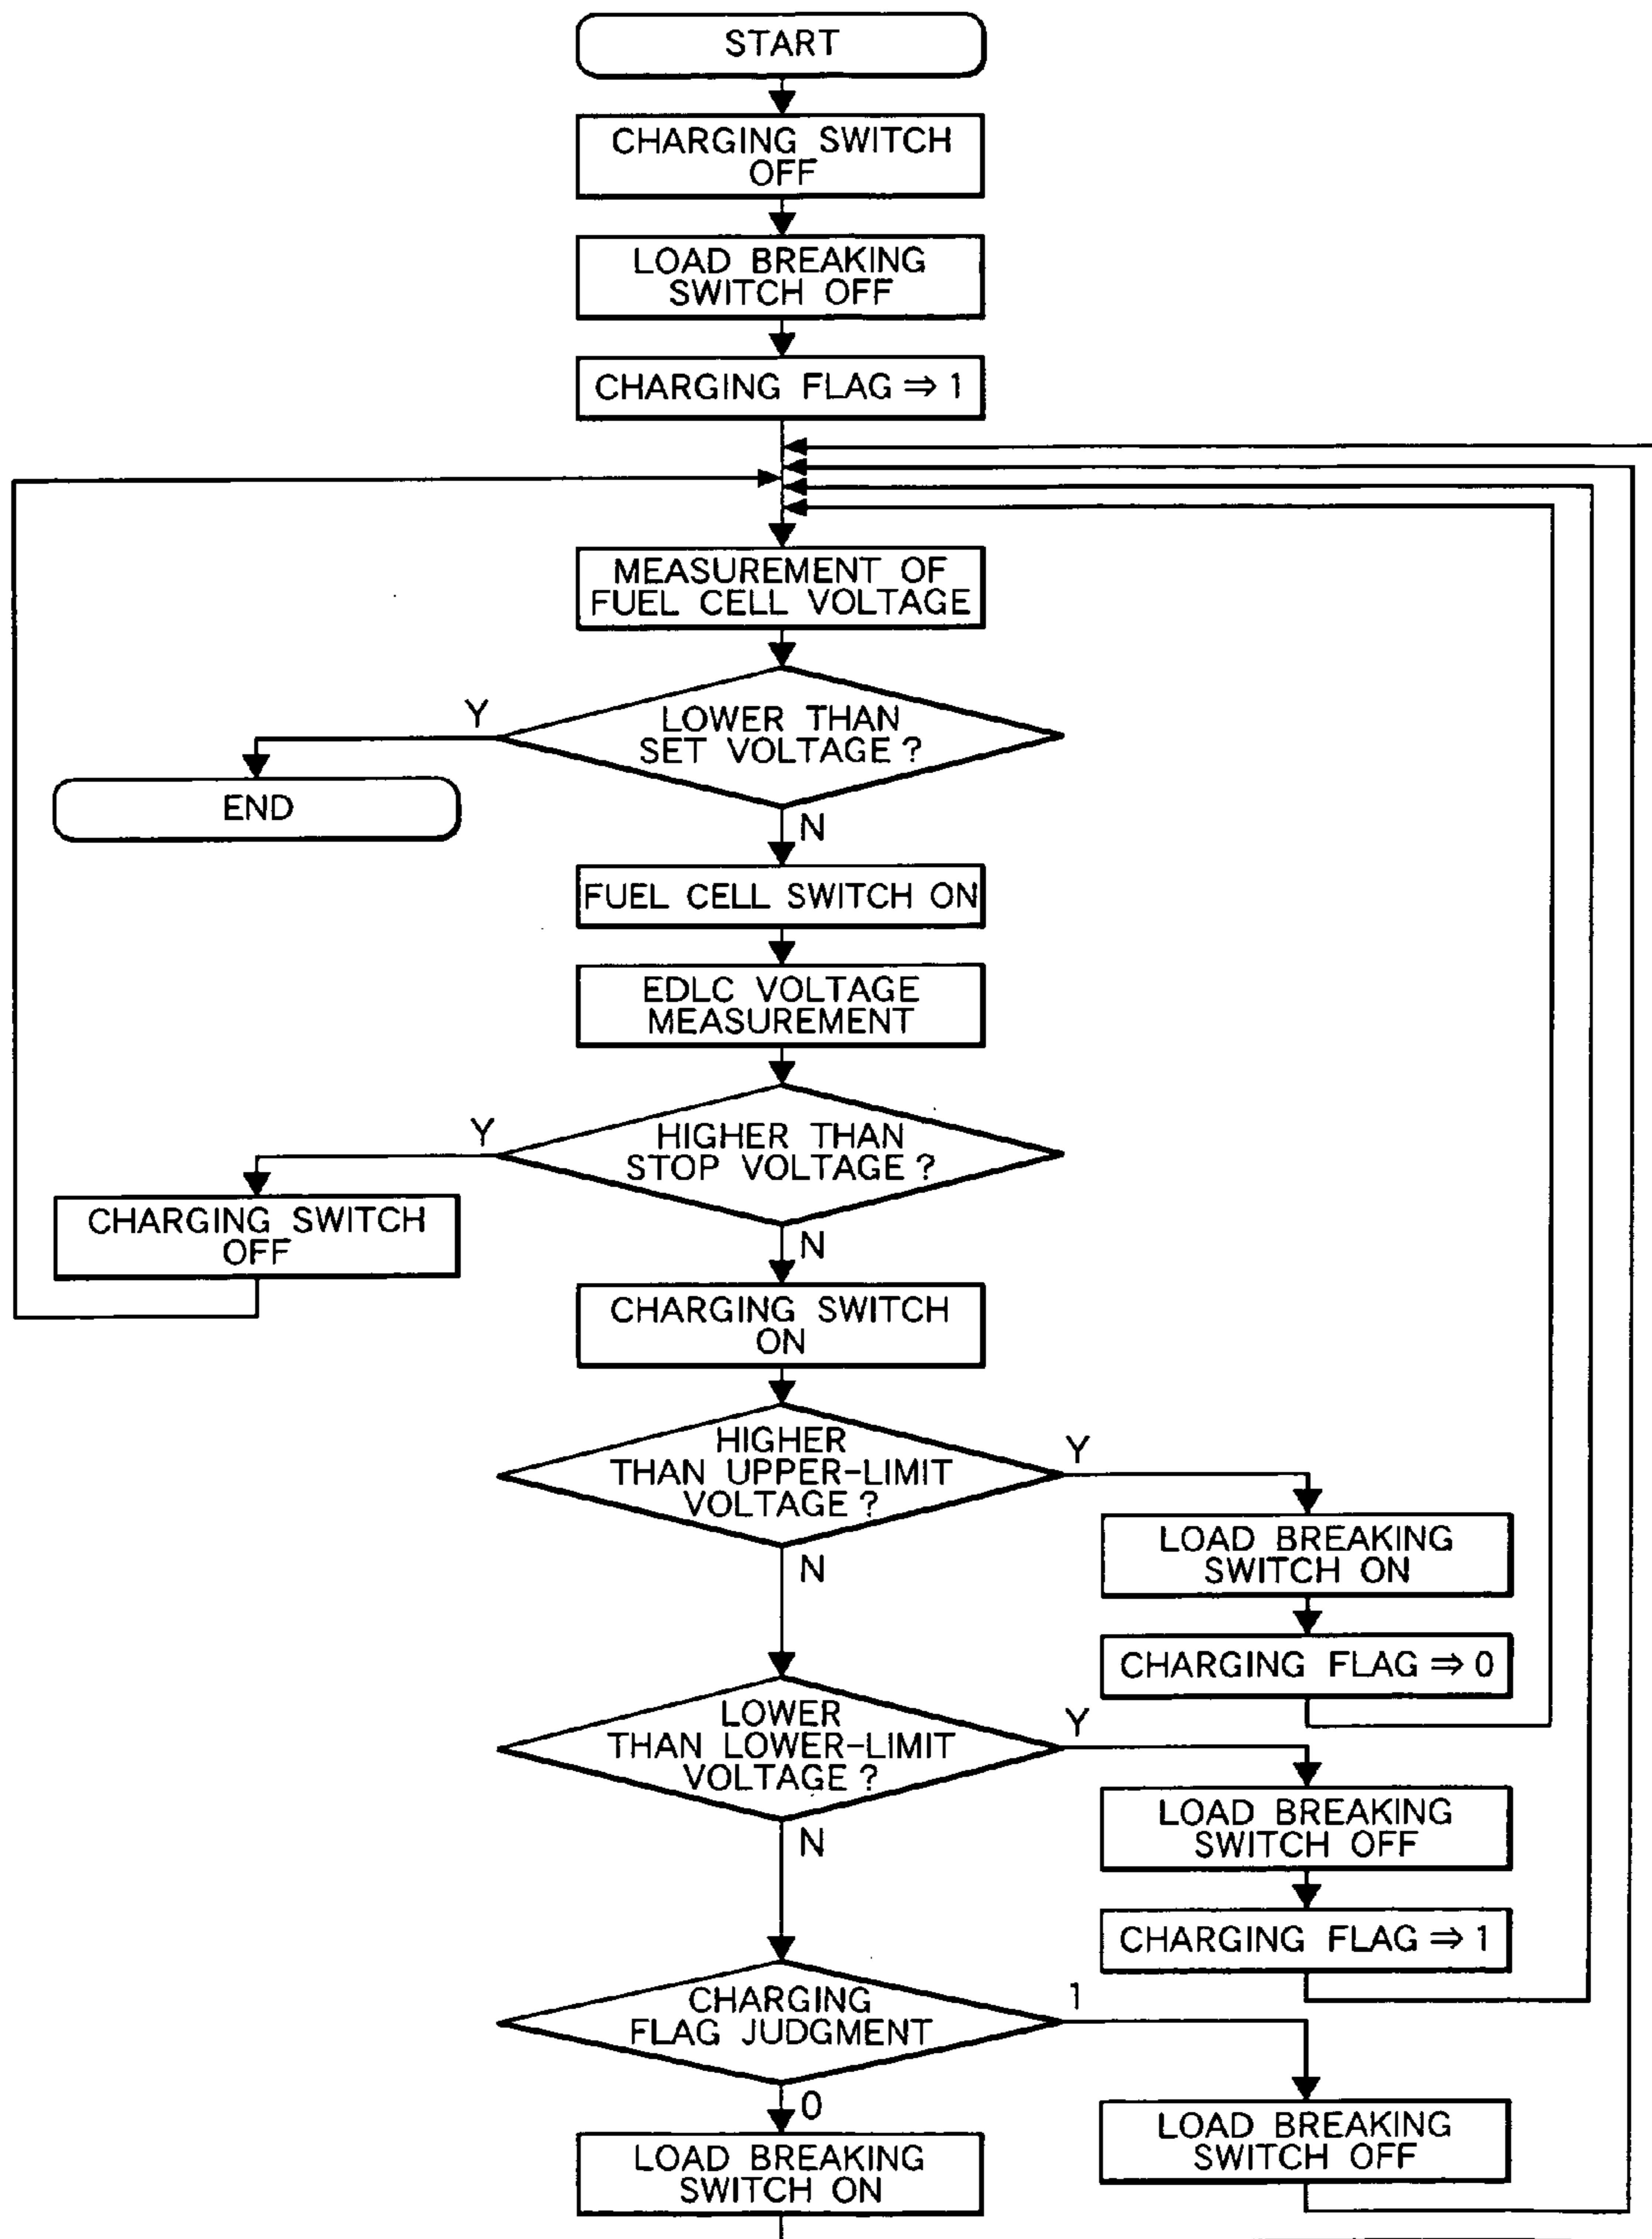 START
CHARGING SWITCH
OFF
LOAD BREAKING
SWITCH OFF
CHARGING FLAG ⇒ 1
MEASUREMENT OF
FUEL CELL VOLTAGE
Y
LOWER THAN
SET VOLTAGE ?
END
N
FUEL CELL SWITCH ON
EDLC VOLTAGE
MEASUREMENT
Y
HIGHER THAN
STOP VOLTAGE ?
CHARGING SWITCH
OFF
N
CHARGING SWITCH
ON
HIGHER
THAN UPPER-LIMIT
VOLTAGE ?
Y
LOAD BREAKING
SWITCH ON
N
CHARGING FLAG ⇒ 0
LOWER
THAN LOWER-LIMIT
VOLTAGE ?
Y
LOAD BREAKING
SWITCH OFF
N
CHARGING FLAG ⇒ 1
CHARGING
FLAG JUDGMENT
1
0
LOAD BREAKING
SWITCH OFF
LOAD BREAKING
SWITCH ON